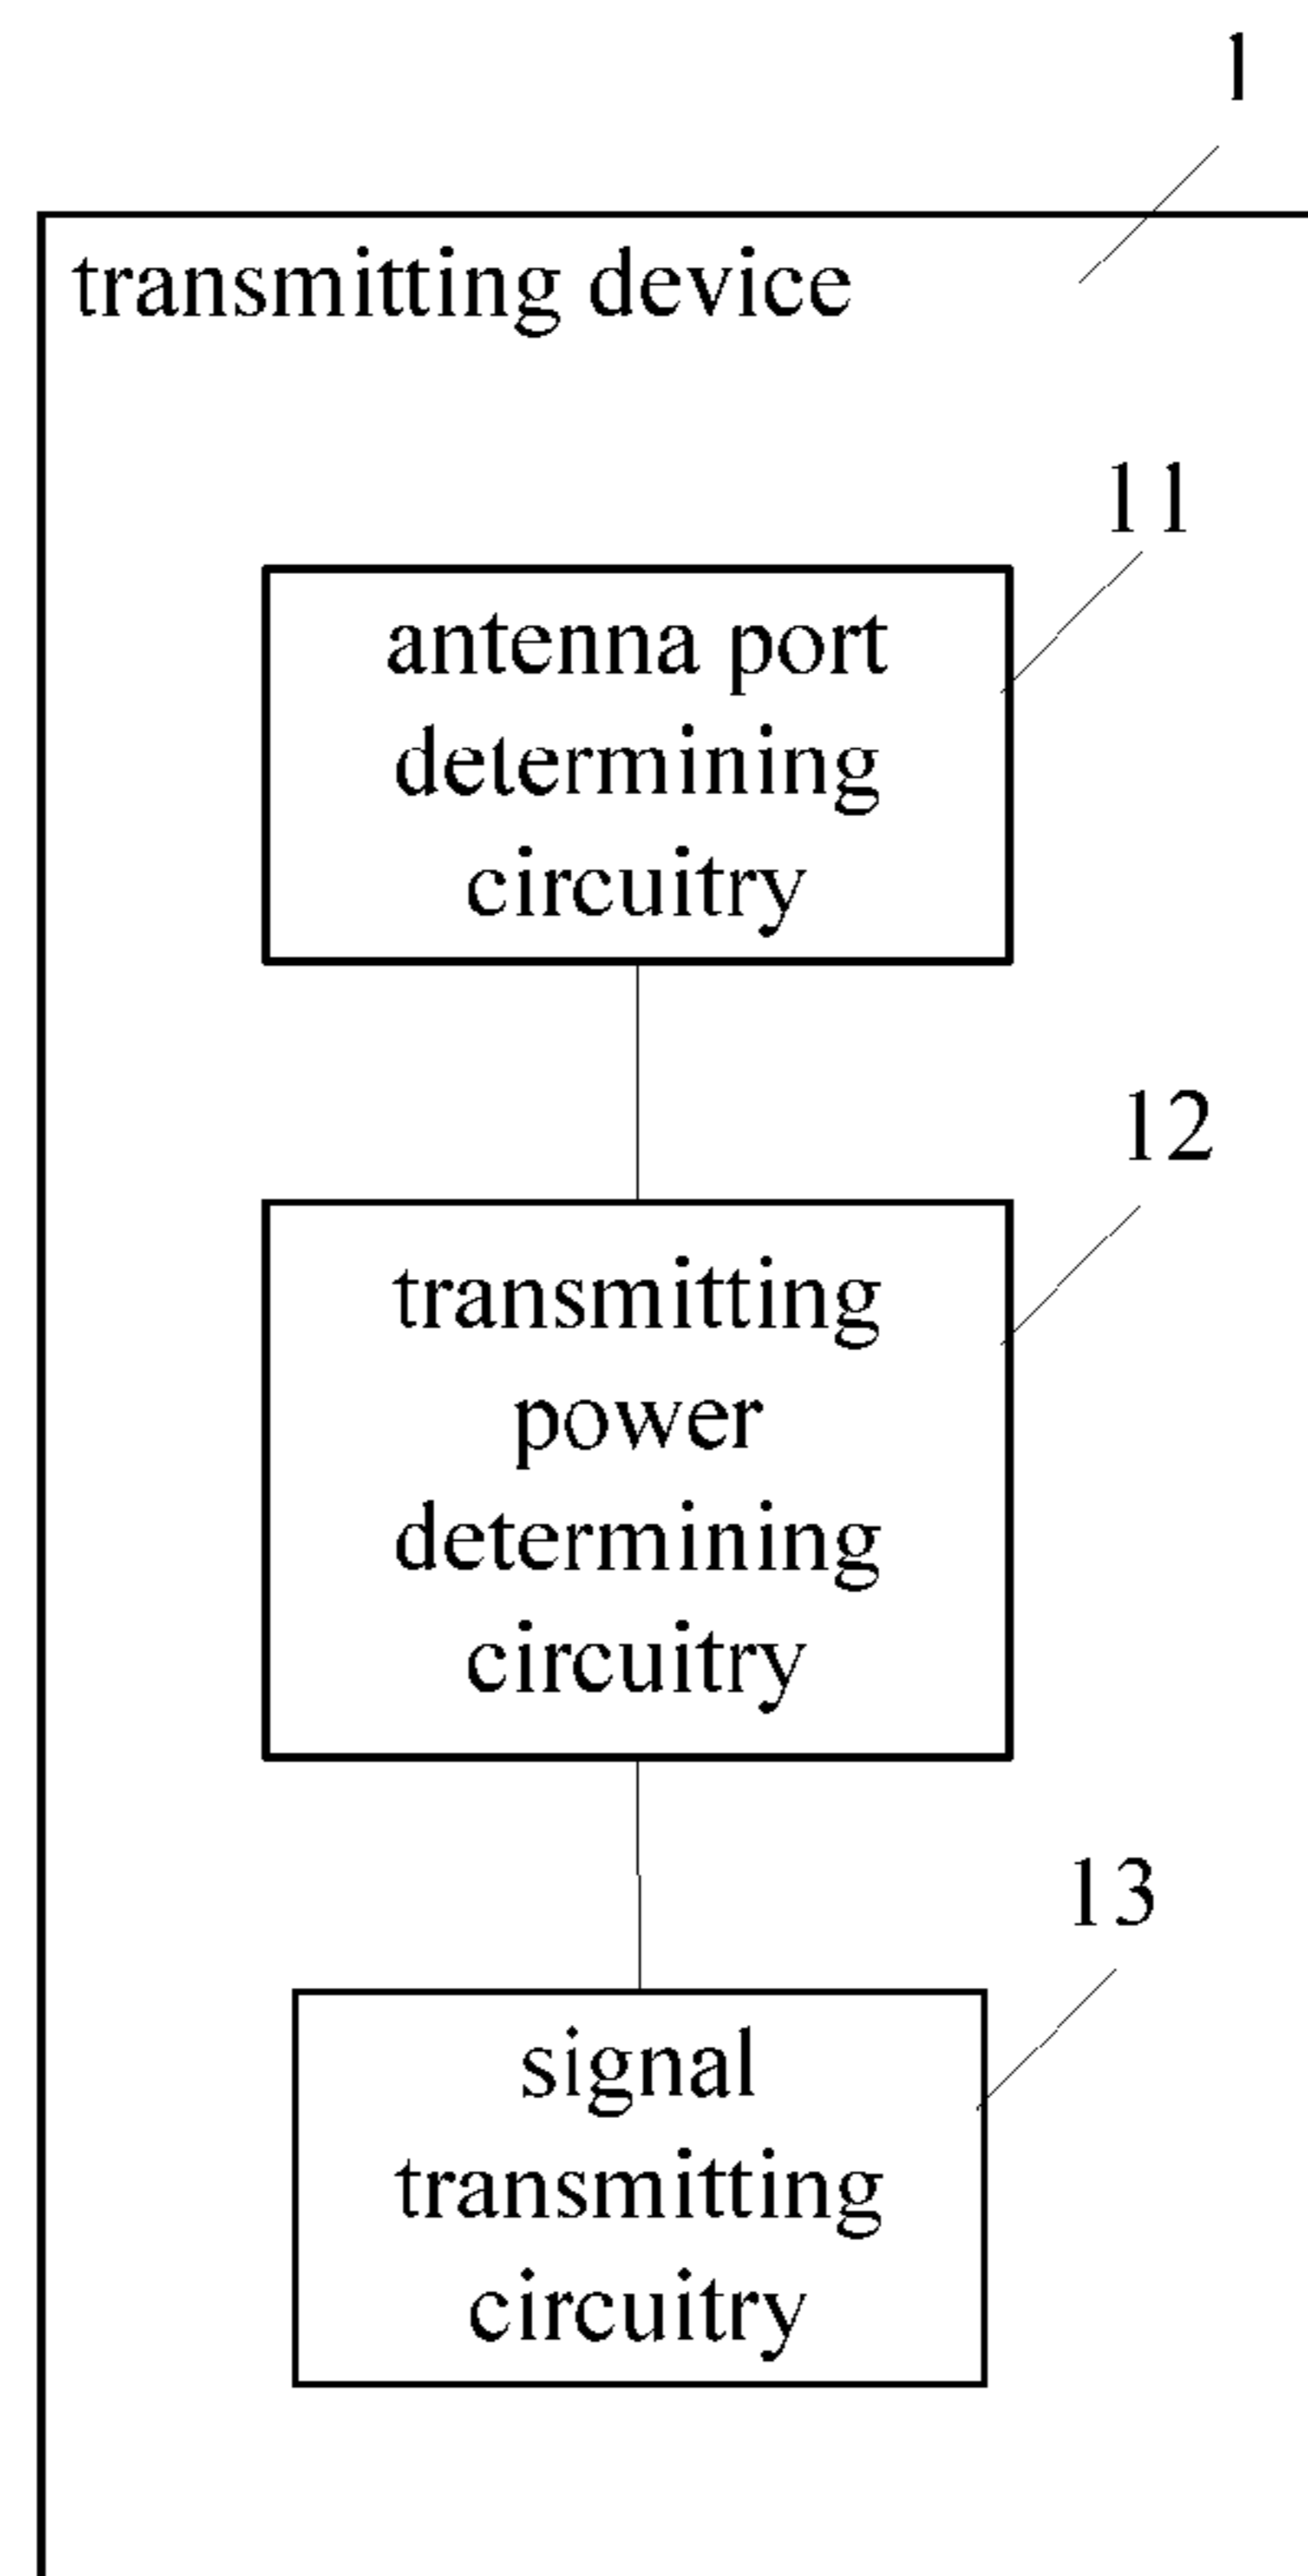 1
transmitting device
11
antenna port
determining
circuitry
12
transmitting
power
determining
circuitry
13
signal
transmitting
circuitry